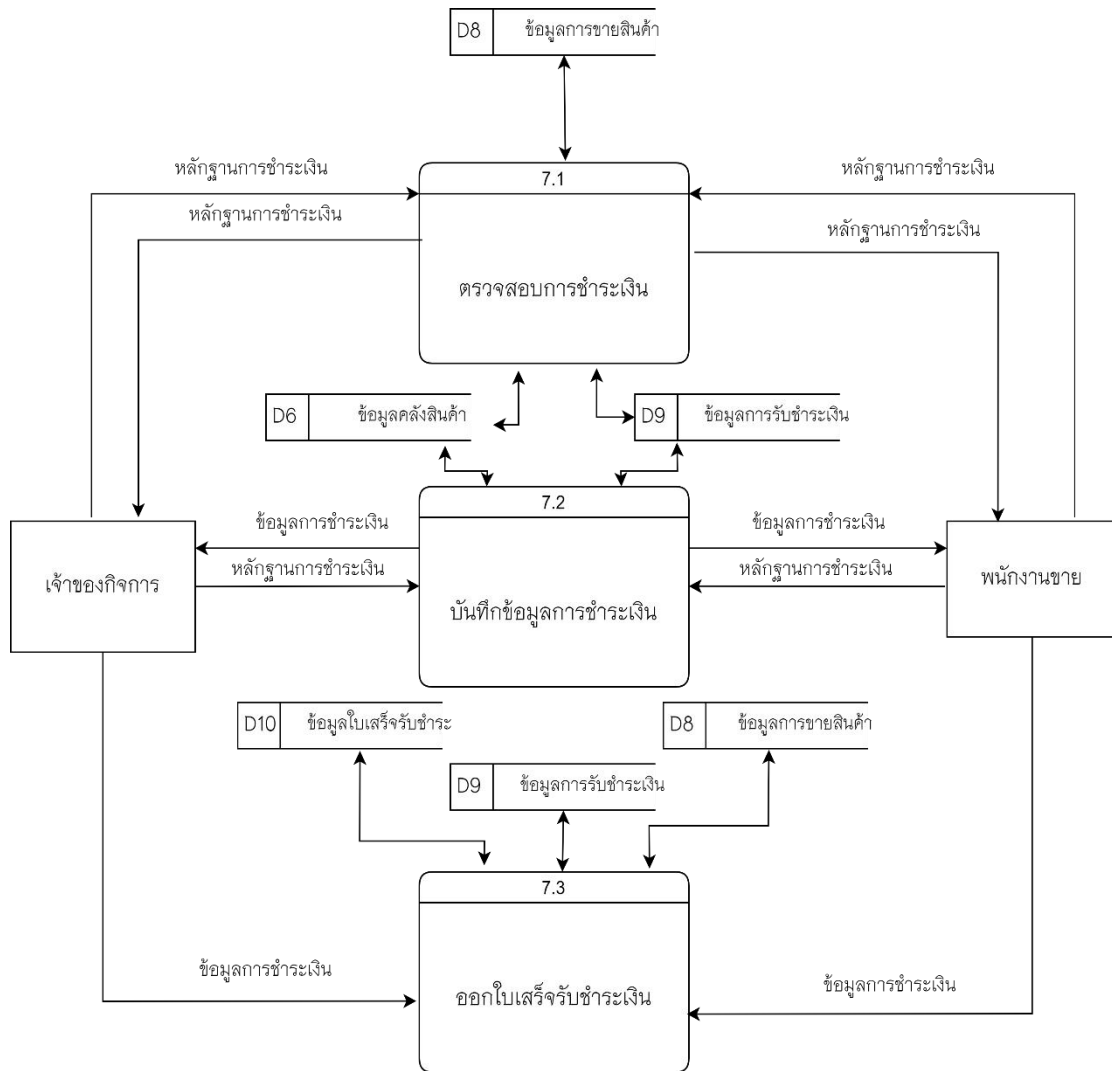 D8 ข้อมูลการขายสินค้า
หลักฐานการชำระเงิน
หลักฐานการชำระเงิน
7.1
หลักฐานการชำระเงิน
หลักฐานการชำระเงิน
ตรวจสอบการชำระเงิน
D6 ข้อมูลคลังสินค้า
D9 ข้อมูลการรับชำระเงิน
7.2
ข้อมูลการชำระเงิน
ข้อมูลการชำระเงิน
หลักฐานการชำระเงิน
หลักฐานการชำระเงิน
เจ้าของกิจการ
บันทึกข้อมูลการชำระเงิน
พนักงานขาย
D10 ข้อมูลใบเสร็จรับชำระ
D8 ข้อมูลการขายสินค้า
D9 ข้อมูลการรับชำระเงิน
7.3
ข้อมูลการชำระเงิน
ออกใบเสร็จรับชำระเงิน
ข้อมูลการชำระเงิน